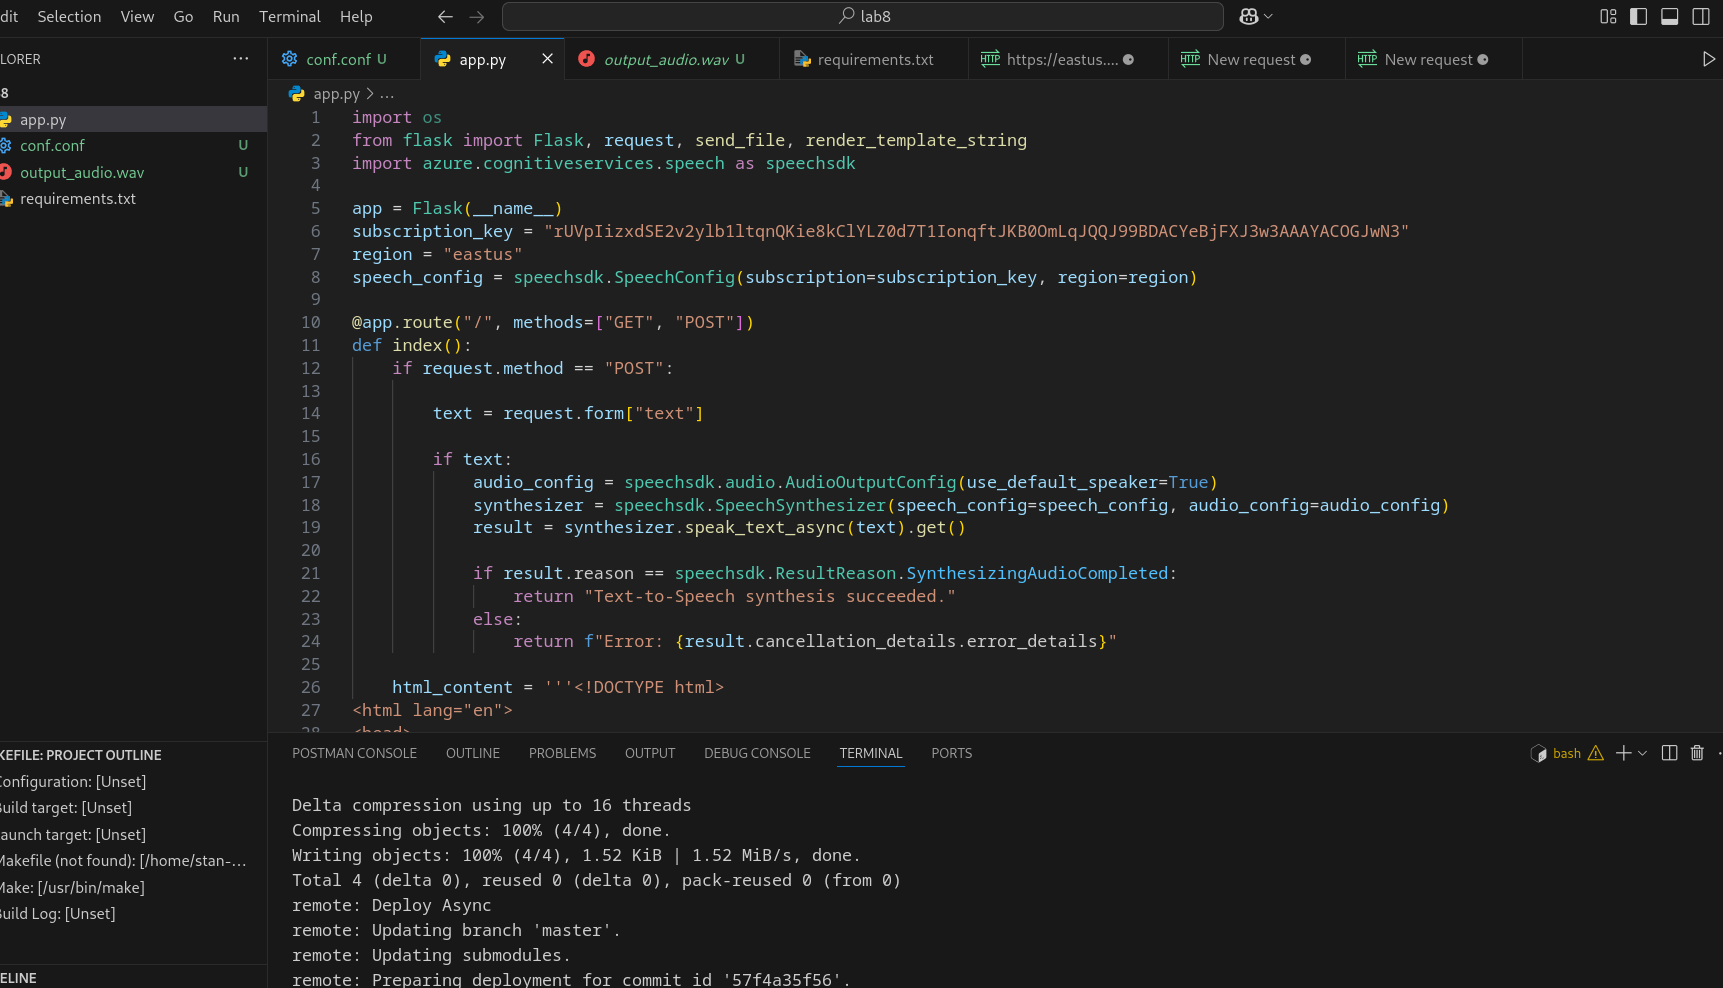 dit Selection View Go Run Terminal Help lab8
LORER ...
conf.conf U app.py output_audio.wav U requirements.txt HTTP https://eastus.... HTTP New request HTTP New request
8
app.py
conf.conf U
output_audio.wav U
requirements.txt
app.py > ...
1 import os
2 from flask import Flask, request, send_file, render_template_string
3 import azure.cognitiveservices.speech as speechsdk
4
5 app = Flask(__name__)
6 subscription_key = "rUVpIizxdSE2v2ylb1ltqnQKie8kClYLZ0d7T1IonqftJKB0OmLqJQQJ99BDACYeBjFXJ3w3AAAYACOGJwN3"
7 region = "eastus"
8 speech_config = speechsdk.SpeechConfig(subscription=subscription_key, region=region)
9
10 @app.route("/", methods=["GET", "POST"])
11 def index():
12     if request.method == "POST":
13
14         text = request.form["text"]
15
16         if text:
17             audio_config = speechsdk.audio.AudioOutputConfig(use_default_speaker=True)
18             synthesizer = speechsdk.SpeechSynthesizer(speech_config=speech_config, audio_config=audio_config)
19             result = synthesizer.speak_text_async(text).get()
20
21             if result.reason == speechsdk.ResultReason.SynthesizingAudioCompleted:
22                 return "Text-to-Speech synthesis succeeded."
23             else:
24                 return f"Error: {result.cancellation_details.error_details}"
25
26     html_content = '''<!DOCTYPE html>
27 <html lang="en">
28 <head>
KEFILE: PROJECT OUTLINE
onfiguration: [Unset]
uild target: [Unset]
aunch target: [Unset]
Makefile (not found): [/home/stan-...
Make: [/usr/bin/make]
uild Log: [Unset]
ELINE
POSTMAN CONSOLE OUTLINE PROBLEMS OUTPUT DEBUG CONSOLE TERMINAL PORTS bash
Delta compression using up to 16 threads
Compressing objects: 100% (4/4), done.
Writing objects: 100% (4/4), 1.52 KiB | 1.52 MiB/s, done.
Total 4 (delta 0), reused 0 (delta 0), pack-reused 0 (from 0)
remote: Deploy Async
remote: Updating branch 'master'.
remote: Updating submodules.
remote: Preparing deployment for commit id '57f4a35f56'.